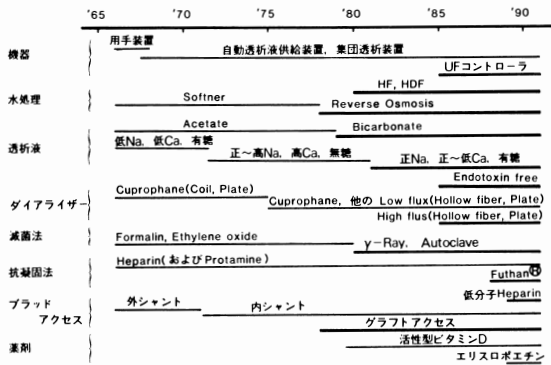 '65 '70 '75 '80 '85 '90
用手装置
機器 自動透析液供給装置, 集団透析装置
UFコントローラ
HF, HDF
水処理 Softner Reverse Osmosis
Acetate Bicarbonate
低Na, 低Ca, 有糖
透析液 正〜高Na, 高Ca, 無糖 正Na, 正〜低Ca, 有糖
Endotoxin free
Cuprophane(Coil, Plate)
ダイアライザー Cuprophane, 他の Low flux(Hollow fiber, Plate)
High flus(Hollow fiber, Plate)
滅菌法 Formalin, Ethylene oxide γ-Ray, Autoclave
抗凝固法 Heparin(およびProtamine)
Futhan®
低分子Heparin
ブラッド 外シャント 内シャント
アクセス グラフトアクセス
薬剤 活性型ビタミンD
エリスロポエチン